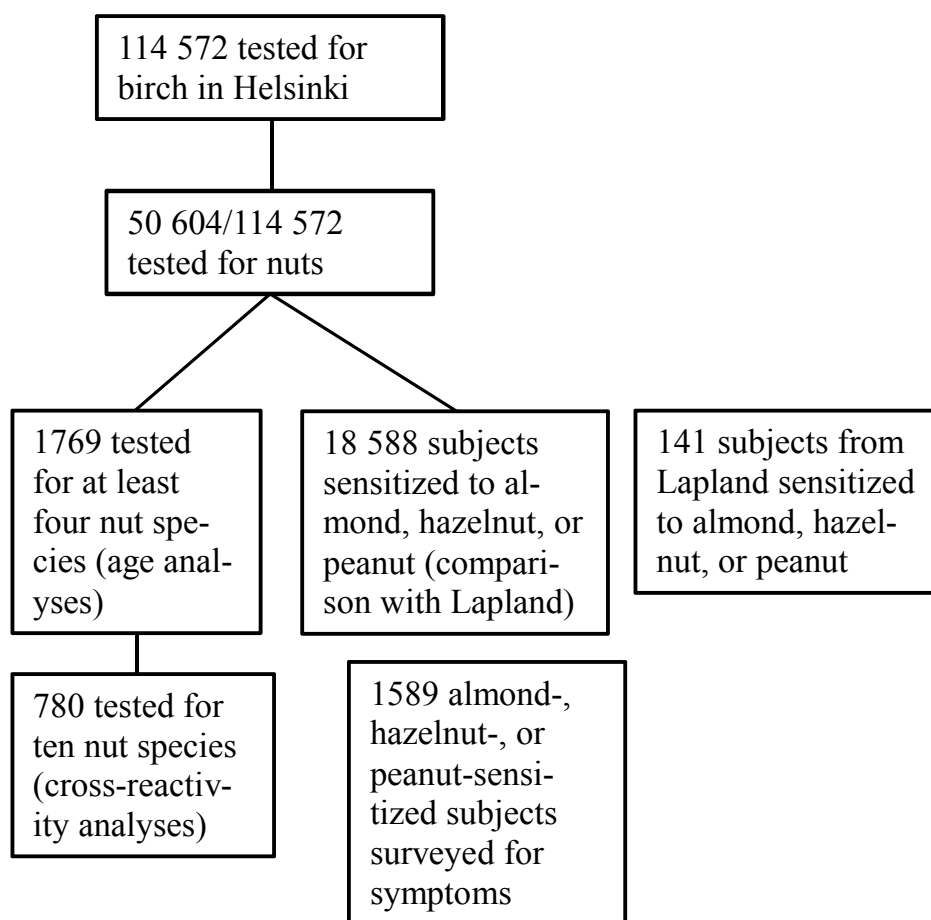 114 572 tested for
birch in Helsinki
50 604/114 572
tested for nuts
1769 tested
for at least
four nut spe-
cies (age anal-
yses)
18 588 subjects
sensitized to al-
mond, hazelnut, or
peanut (compari-
son with Lapland)
141 subjects from
Lapland sensitized
to almond, hazel-
nut, or peanut
780 tested for
ten nut species
(cross-reactiv-
ity analyses)
1589 almond-,
hazelnut-, or
peanut-sensi-
tized subjects
surveyed for
symptoms